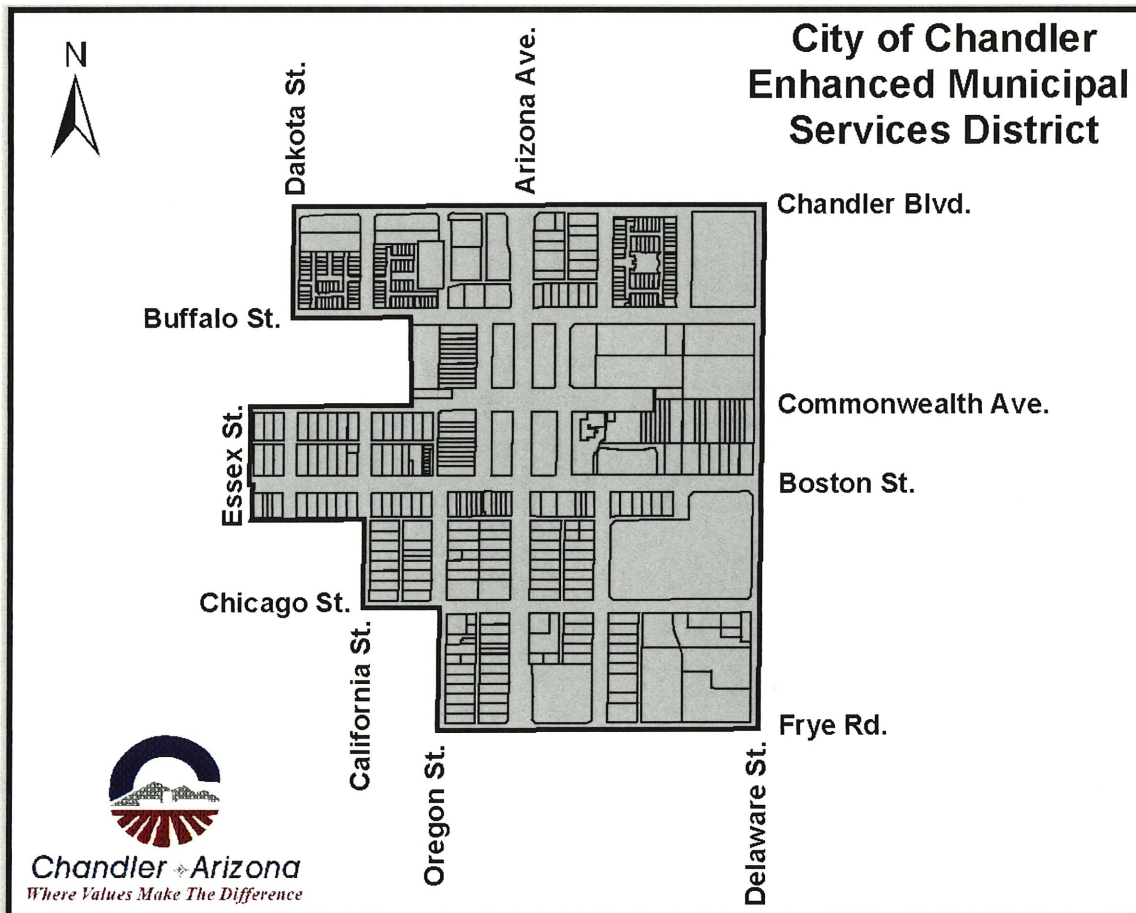 City of Chandler
Enhanced Municipal
Services District
N
Dakota St.
Arizona Ave.
Chandler Blvd.
Buffalo St.
Commonwealth Ave.
Essex St.
Boston St.
Chicago St.
California St.
Frye Rd.
Oregon St.
Delaware St.
Chandler Arizona
Where Values Make The Difference